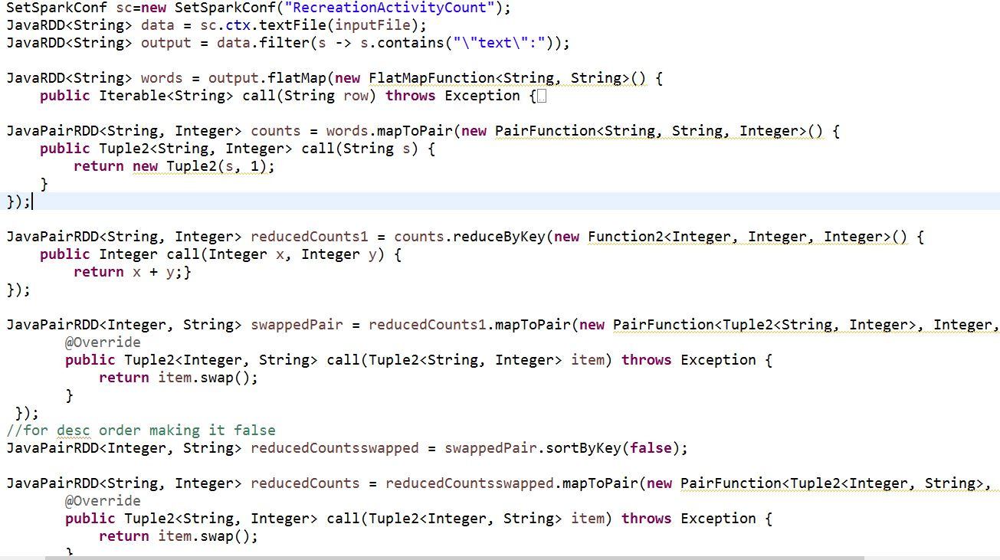 SetSparkConf sc=new SetSparkConf("RecreationActivityCount");
JavaRDD<String> data = sc.ctx.textFile(inputFile);
JavaRDD<String> output = data.filter(s -> s.contains("\"text\":"));
JavaRDD<String> words = output.flatMap(new FlatMapFunction<String, String>() {
    public Iterable<String> call(String row) throws Exception {
JavaPairRDD<String, Integer> counts = words.mapToPair(new PairFunction<String, String, Integer>() {
    public Tuple2<String, Integer> call(String s) {
        return new Tuple2(s, 1);
    }
});
JavaPairRDD<String, Integer> reducedCounts1 = counts.reduceByKey(new Function2<Integer, Integer, Integer>() {
    public Integer call(Integer x, Integer y) {
        return x + y;}
});
JavaPairRDD<Integer, String> swappedPair = reducedCounts1.mapToPair(new PairFunction<Tuple2<String, Integer>, Integer,
       @Override
       public Tuple2<Integer, String> call(Tuple2<String, Integer> item) throws Exception {
           return item.swap();
       }
 });
//for desc order making it false
JavaPairRDD<Integer, String> reducedCountsswapped = swappedPair.sortByKey(false);
JavaPairRDD<String, Integer> reducedCounts = reducedCountsswapped.mapToPair(new PairFunction<Tuple2<Integer, String>,
       @Override
       public Tuple2<String, Integer> call(Tuple2<Integer, String> item) throws Exception {
           return item.swap();
       }